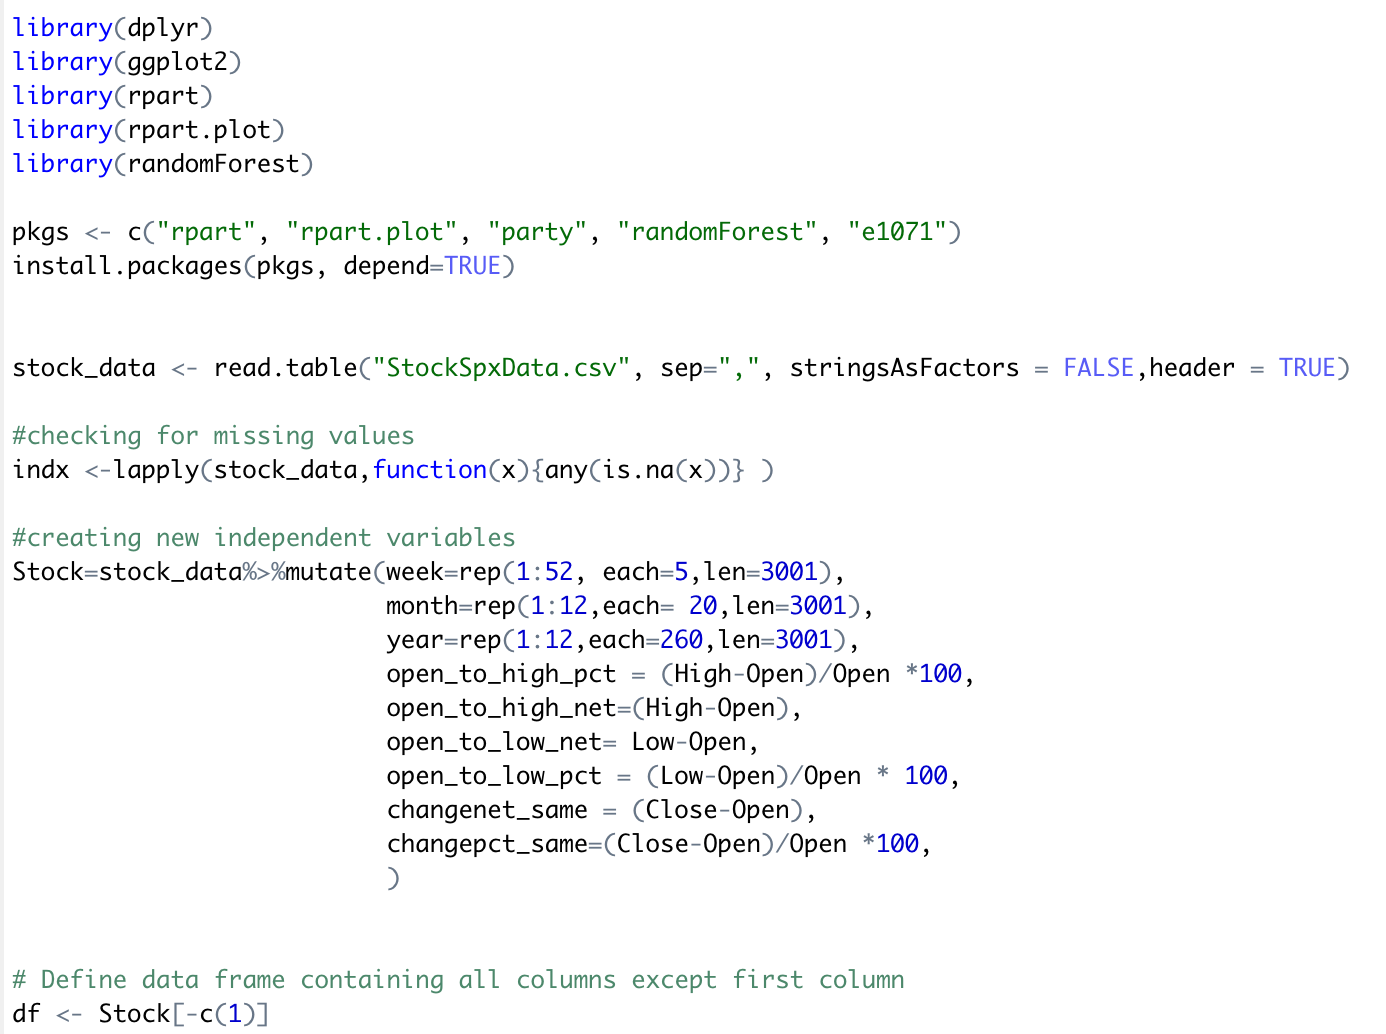 library(dplyr)
library(ggplot2)
library(rpart)
library(rpart.plot)
library(randomForest)
pkgs <- c("rpart", "rpart.plot", "party", "randomForest", "e1071")
install.packages(pkgs, depend=TRUE)
stock_data <- read.table("StockSpxData.csv", sep=",", stringsAsFactors = FALSE,header = TRUE)
#checking for missing values
indx <-lapply(stock_data,function(x){any(is.na(x))} )
#creating new independent variables
Stock=stock_data%>%mutate(week=rep(1:52, each=5,len=3001),
month=rep(1:12,each= 20,len=3001),
year=rep(1:12,each=260,len=3001),
open_to_high_pct = (High-Open)/Open *100,
open_to_high_net=(High-Open),
open_to_low_net= Low-Open,
open_to_low_pct = (Low-Open)/Open * 100,
changenet_same = (Close-Open),
changepct_same=(Close-Open)/Open *100,
)
# Define data frame containing all columns except first column
df <- Stock[-c(1)]